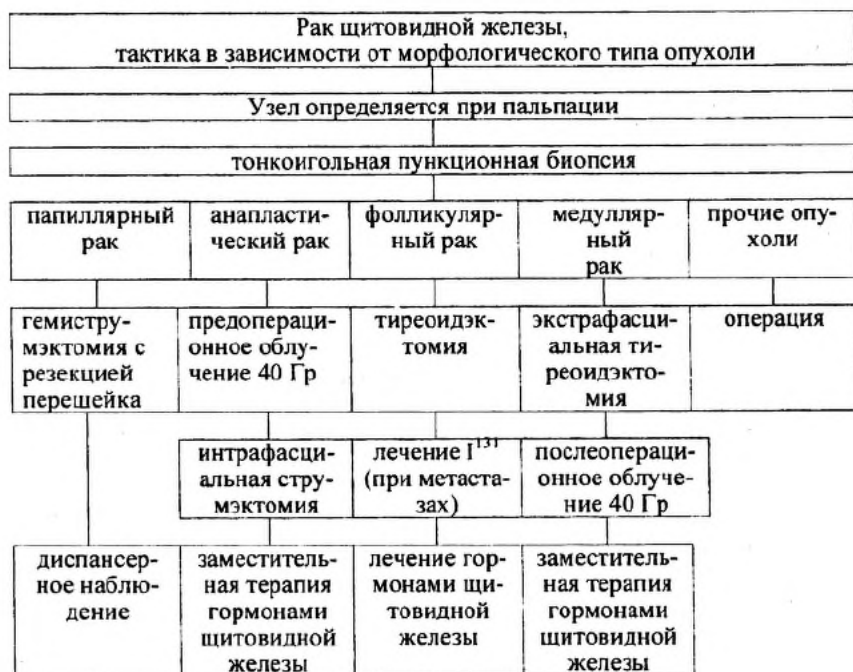 Рак щитовидной железы,
тактика в зависимости от морфологического типа опухоли
Узел определяется при пальпации
тонкоигольная пункционная биопсия
папиллярный
рак
анапласти-
ческий рак
фолликуляр-
ный рак
медулляр-
ный
рак
прочие опу-
холи
гемистру-
мэктомия с
резекцией
перешейка
предопераци-
онное облу-
чение 40 Гр
тиреоидэк-
томия
экстрафасци-
альная ти-
реоидэкто-
мия
операция
интрафасци-
альная стру-
мэктомия
лечение I¹³¹
(при метаста-
зах)
послеопераци-
онное облуче-
ние 40 Гр
диспансер-
ное наблю-
дение
заместитель-
ная терапия
гормонами
щитовидной
железы
лечение гор-
монами щи-
товидной
железы
заместитель-
ная терапия
гормонами
щитовидной
железы